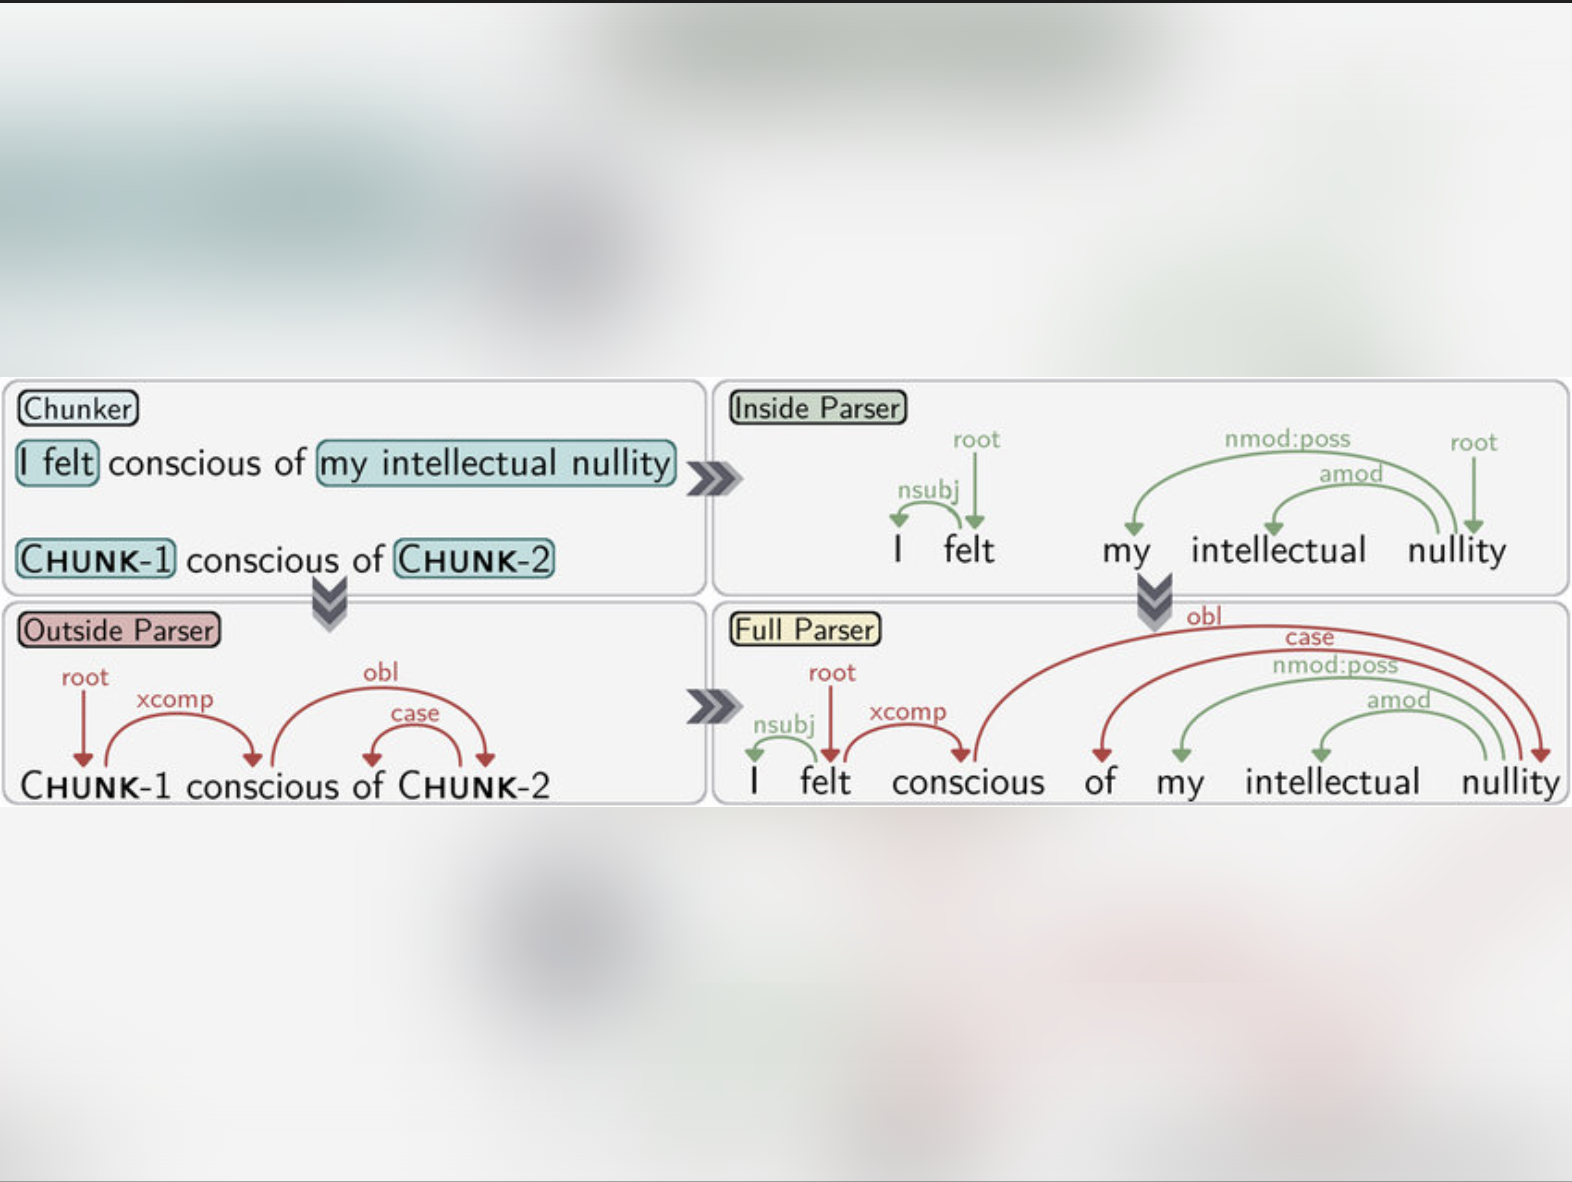 Chunker
I felt conscious of my intellectual nullity
CHUNK-1 conscious of CHUNK-2
Inside Parser
root
nsubj
I felt
nmod:poss
root
amod
my intellectual nullity
Outside Parser
root
xcomp
obl
case
CHUNK-1 conscious of CHUNK-2
Full Parser
obl
case
nmod:poss
amod
root
xcomp
nsubj
I felt conscious of my intellectual nullity